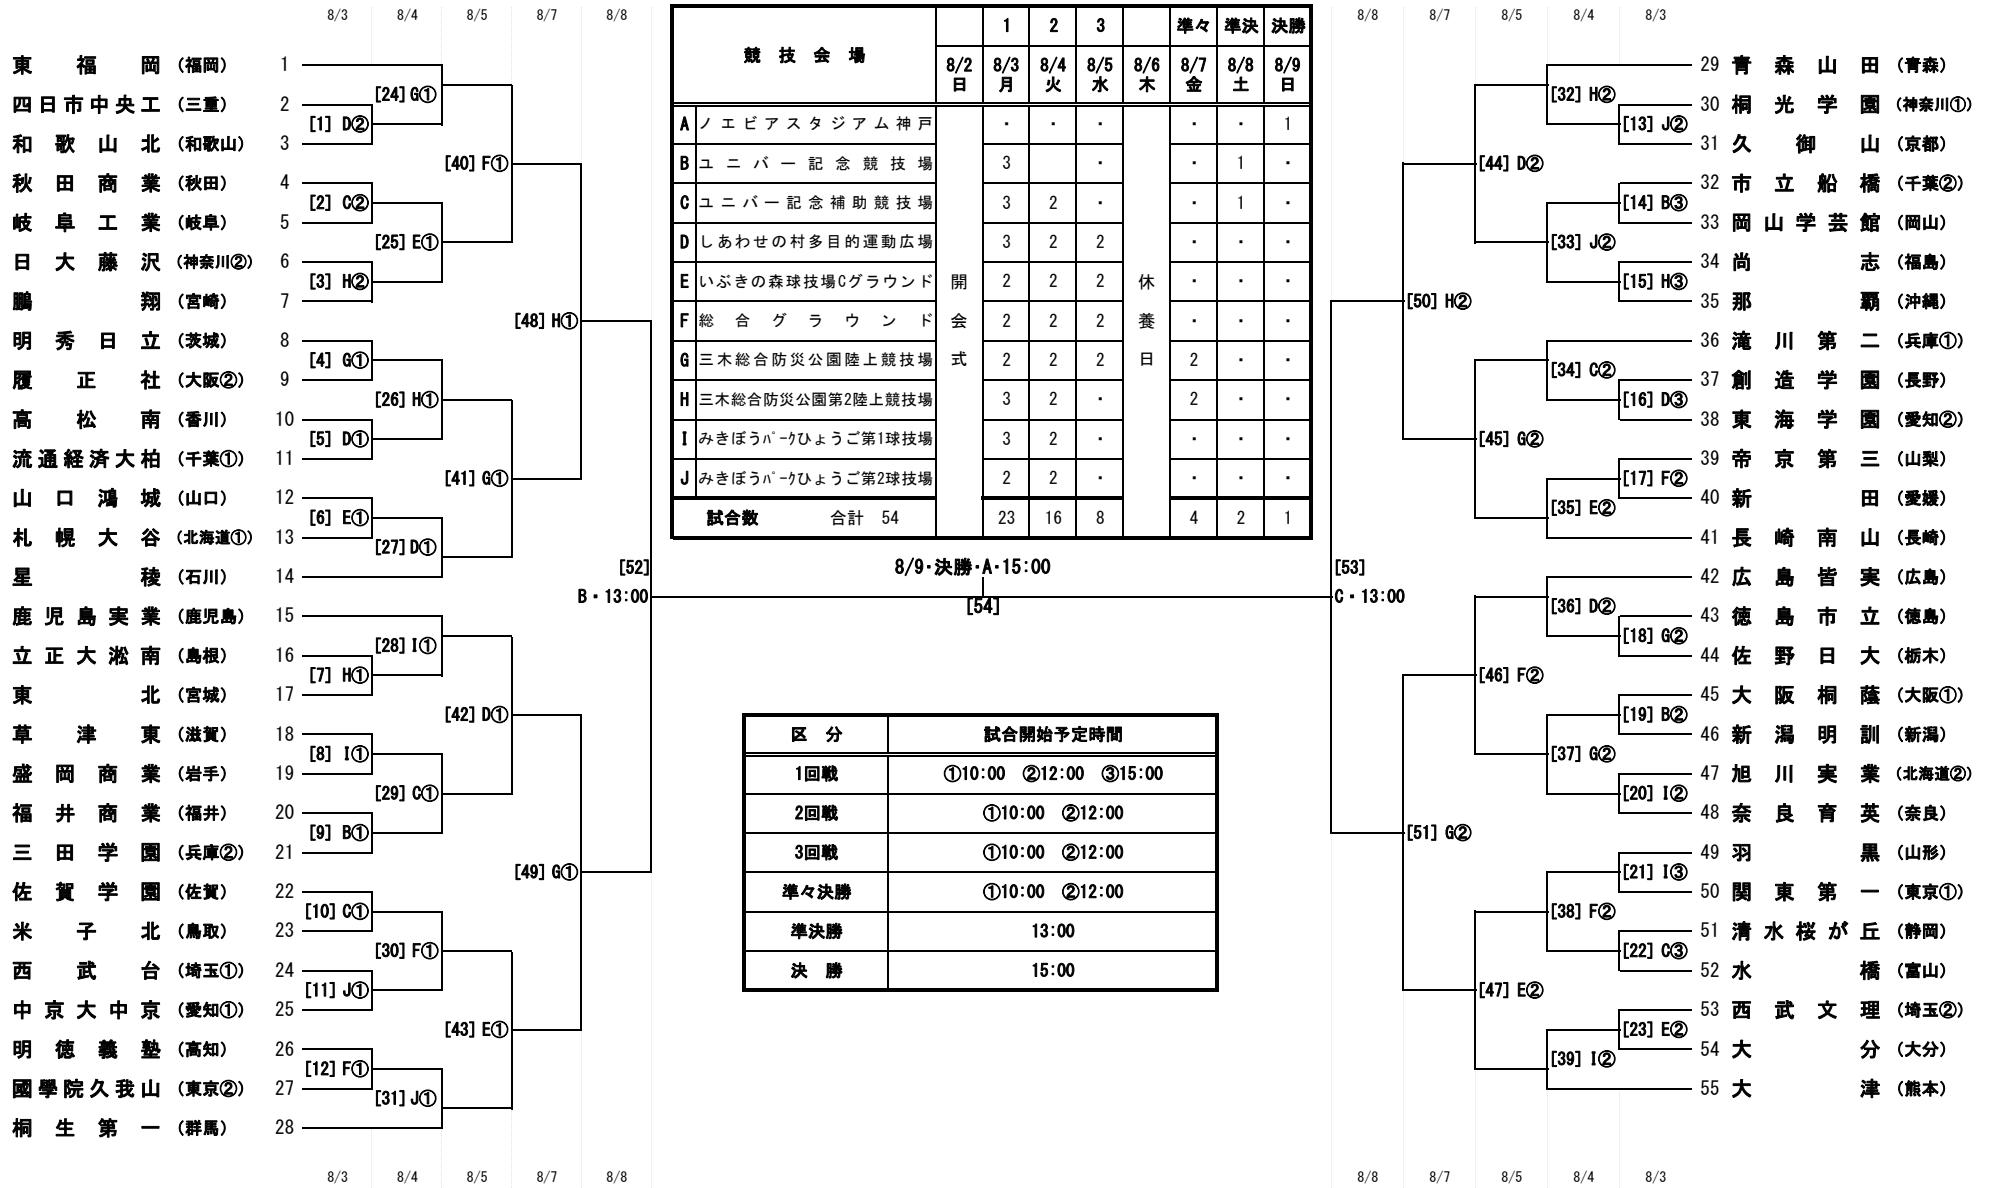 8/3 8/4 8/5 8/7 8/8
東福岡 (福岡) 1
[24] G①
四日市中央工 (三重) 2
[1] D②
和歌山北 (和歌山) 3
[40] F①
秋田商業 (秋田) 4
[2] C②
岐阜工業 (岐阜) 5
[25] E①
日大藤沢 (神奈川②) 6
[3] H②
鵬翔 (宮崎) 7
[48] H①
明秀日立 (茨城) 8
[4] G①
履正社 (大阪②) 9
[26] H①
高松南 (香川) 10
[5] D①
流通経済大柏 (千葉①) 11
[41] G①
山口鴻城 (山口) 12
[6] E①
札幌大谷 (北海道①) 13
[27] D①
星稜 (石川) 14
[52]
B・13:00
鹿児島実業 (鹿児島) 15
[28] I①
立正大淞南 (島根) 16
[7] H①
東北 (宮城) 17
[42] D①
草津東 (滋賀) 18
[8] I①
盛岡商業 (岩手) 19
[29] C①
福井商業 (福井) 20
[9] B①
三田学園 (兵庫②) 21
[49] G①
佐賀学園 (佐賀) 22
[10] C①
米子北 (鳥取) 23
[30] F①
西武台 (埼玉①) 24
[11] J①
中京大中京 (愛知①) 25
[43] E①
明徳義塾 (高知) 26
[12] F①
國學院久我山 (東京②) 27
[31] J①
桐生第一 (群馬) 28
8/3 8/4 8/5 8/7 8/8
競技会場 1 2 3 準々 準決 決勝
8/2 8/3 8/4 8/5 8/6 8/7 8/8 8/9
日 月 火 水 木 金 土 日
A ノエビアスタジアム神戸 ・ ・ ・ ・ ・ 1
B ユニバー記念競技場 3 ・ ・ 1 ・
C ユニバー記念補助競技場 3 2 ・ ・ 1 ・
D しあわせの村多目的運動広場 3 2 2 ・ ・ ・
E いぶきの森球技場Cグラウンド 2 2 2 ・ ・ ・
F 総合グラウンド 2 2 2 ・ ・ ・
G 三木総合防災公園陸上競技場 2 2 2 2 ・ ・
H 三木総合防災公園第2陸上競技場 3 2 ・ 2 ・ ・
I みきぼうパークひょうご第1球技場 3 2 ・ ・ ・ ・
J みきぼうパークひょうご第2球技場 2 2 ・ ・ ・ ・
開会式
休養日
試合数 合計 54 23 16 8 4 2 1
8/9・決勝・A・15:00
[54]
区分 試合開始予定時間
1回戦 ①10:00 ②12:00 ③15:00
2回戦 ①10:00 ②12:00
3回戦 ①10:00 ②12:00
準々決勝 ①10:00 ②12:00
準決勝 13:00
決勝 15:00
8/8 8/7 8/5 8/4 8/3
29 青森山田 (青森)
[32] H②
30 桐光学園 (神奈川①)
[13] J②
31 久御山 (京都)
[44] D②
32 市立船橋 (千葉②)
[14] B③
33 岡山学芸館 (岡山)
[33] J②
34 尚志 (福島)
[15] H③
35 那覇 (沖縄)
[50] H②
36 滝川第二 (兵庫①)
[34] C②
37 創造学園 (長野)
[16] D③
38 東海学園 (愛知②)
[45] G②
39 帝京第三 (山梨)
[17] F②
40 新田 (愛媛)
[35] E②
41 長崎南山 (長崎)
[53]
C・13:00
42 広島皆実 (広島)
[36] D②
43 徳島市立 (徳島)
[18] G②
44 佐野日大 (栃木)
[46] F②
45 大阪桐蔭 (大阪①)
[19] B②
46 新潟明訓 (新潟)
[37] G②
47 旭川実業 (北海道②)
[20] I②
48 奈良育英 (奈良)
[51] G②
49 羽黒 (山形)
[21] I③
50 関東第一 (東京①)
[38] F②
51 清水桜が丘 (静岡)
[22] C③
52 水橋 (富山)
[47] E②
53 西武文理 (埼玉②)
[23] E②
54 大分 (大分)
[39] I②
55 大津 (熊本)
8/8 8/7 8/5 8/4 8/3